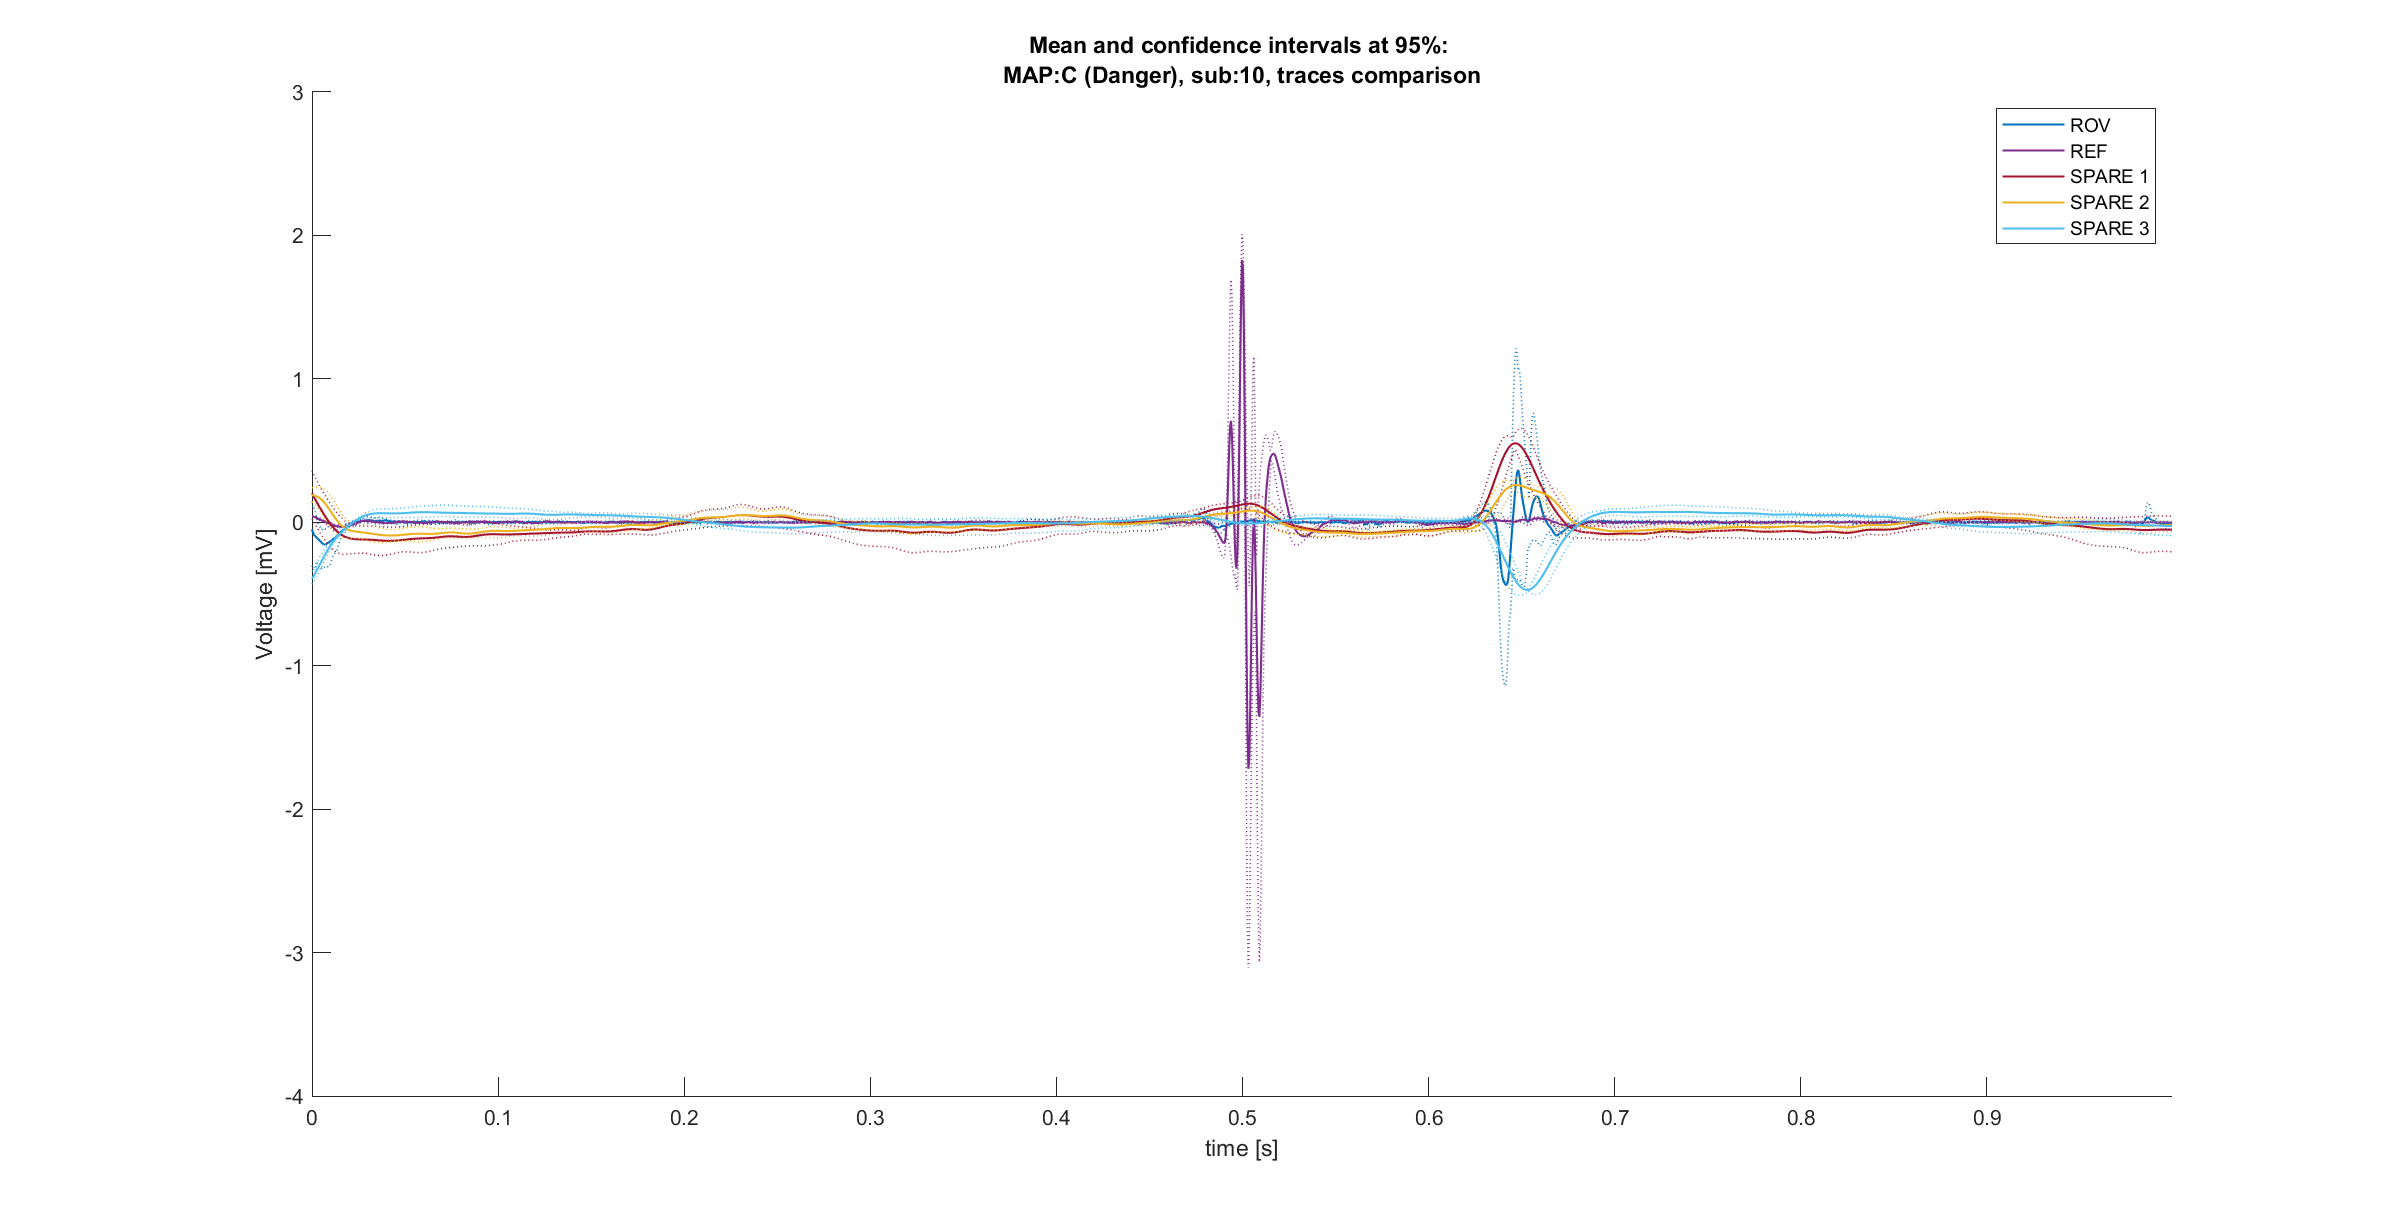 Mean and confidence intervals at 95%:
MAP:C (Danger), sub:10, traces comparison
3
2
1
0
-1
-2
-3
-4
Voltage [mV]
ROV
REF
SPARE 1
SPARE 2
SPARE 3
0
0.1
0.2
0.3
0.4
0.5
0.6
0.7
0.8
0.9
time [s]